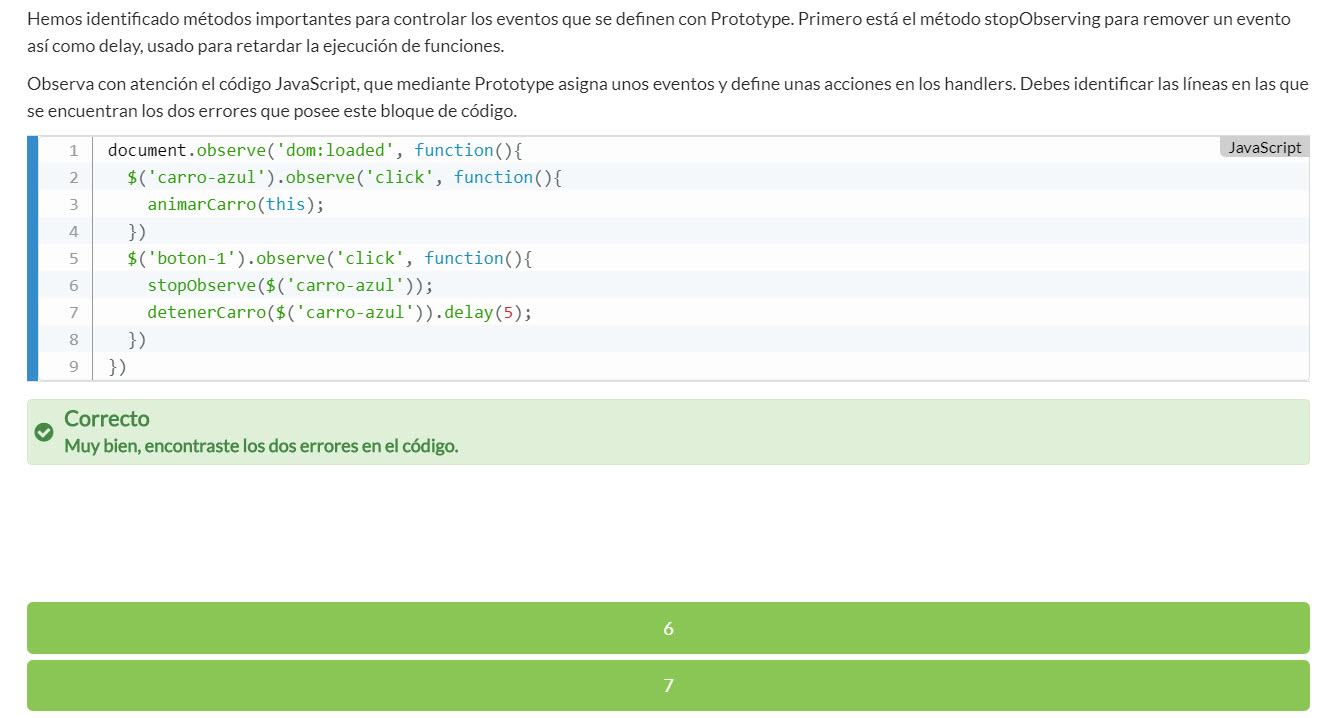 Hemos identificado métodos importantes para controlar los eventos que se definen con Prototype. Primero está el método stopObserving para remover un evento
así como delay, usado para retardar la ejecución de funciones.
Observa con atención el código JavaScript, que mediante Prototype asigna unos eventos y define unas acciones en los handlers. Debes identificar las líneas en las que
se encuentran los dos errores que posee este bloque de código.
JavaScript
1 document.observe('dom:loaded', function(){
2 $('carro-azul').observe('click', function(){
3 animarCarro(this);
4 })
5 $('boton-1').observe('click', function(){
6 stopObserve($('carro-azul'));
7 detenerCarro($('carro-azul')).delay(5);
8 })
9 })
Correcto
Muy bien, encontraste los dos errores en el código.
6
7